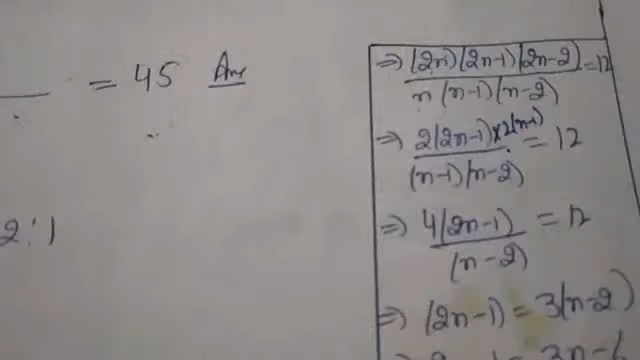 = 45 Ans
2:1
⇒ (2n)(2n-1)(2n-2) / n(n-1)(n-2) = 12
⇒ 2(2n-1)×2(n-1) / (n-1)(n-2) = 12
⇒ 4(2n-1) / (n-2) = 12
⇒ (2n-1) = 3(n-2)